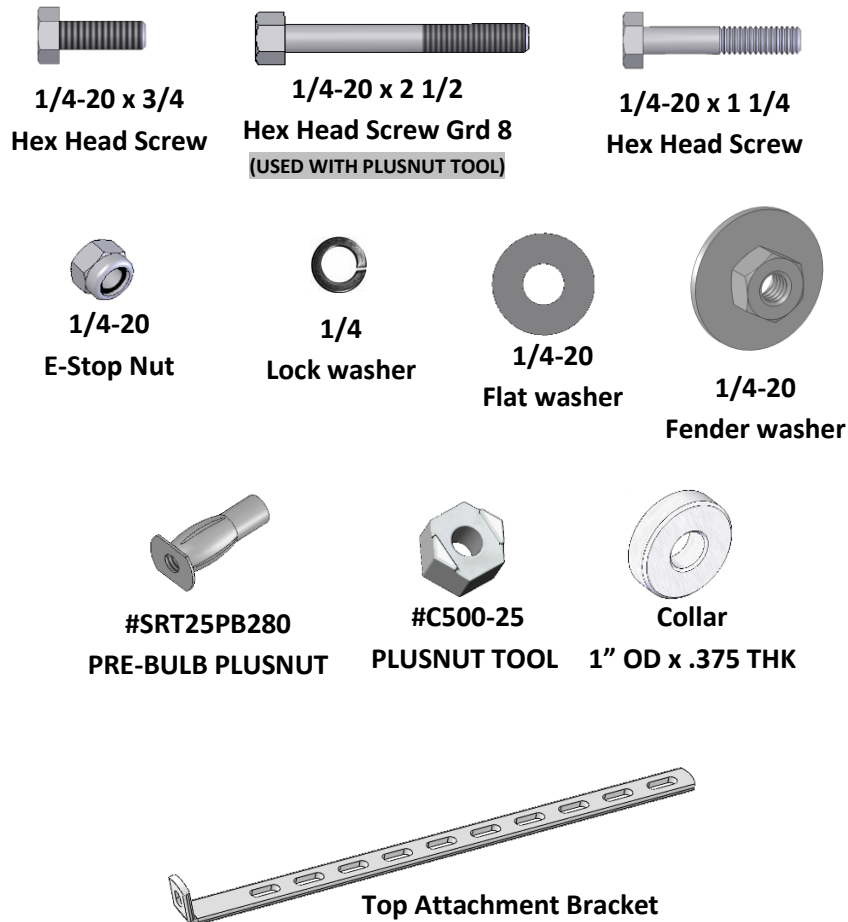 1/4-20 x 3/4
Hex Head Screw
1/4-20 x 2 1/2
Hex Head Screw Grd 8
(USED WITH PLUSNUT TOOL)
1/4-20 x 1 1/4
Hex Head Screw
1/4-20
E-Stop Nut
1/4
Lock washer
1/4-20
Flat washer
1/4-20
Fender washer
#SRT25PB280
PRE-BULB PLUSNUT
#C500-25
PLUSNUT TOOL
Collar
1” OD x .375 THK
Top Attachment Bracket